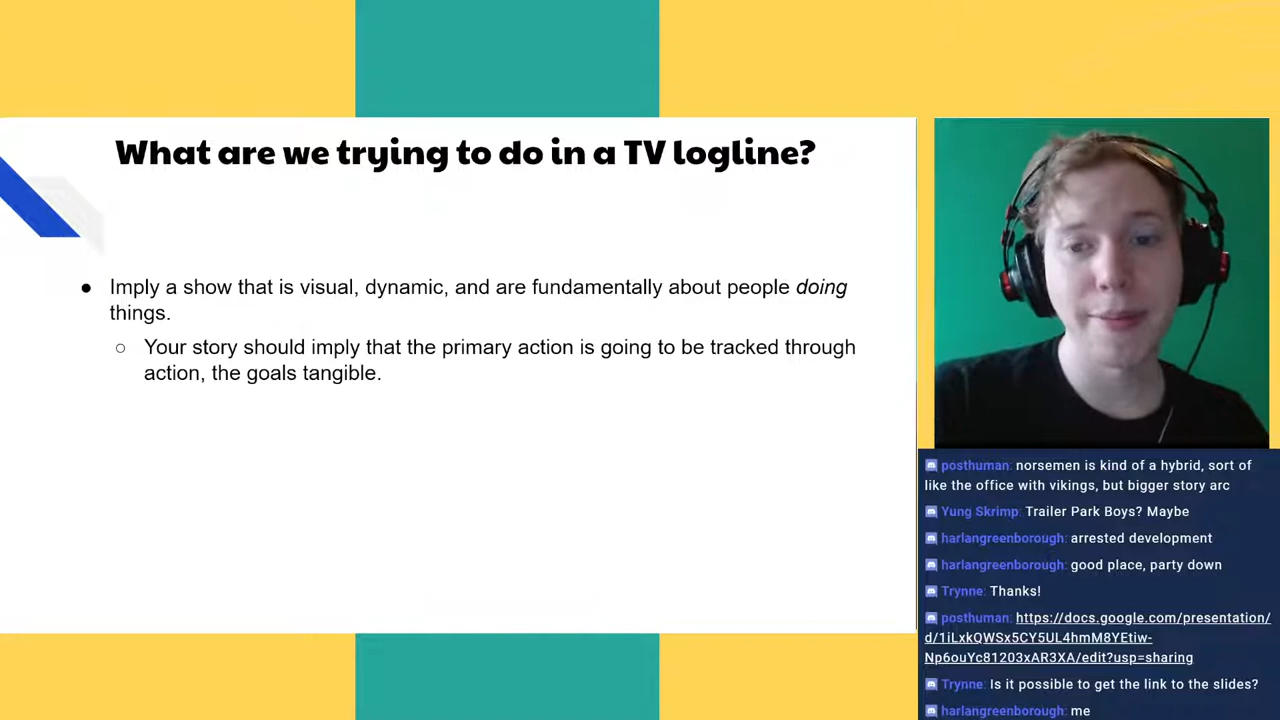 What are we trying to do in a TV logline?
● Imply a show that is visual, dynamic, and are fundamentally about people doing
things.
○ Your story should imply that the primary action is going to be tracked through
action, the goals tangible.
posthuman: norsemen is kind of a hybrid, sort of
like the office with vikings, but bigger story arc
Yung Skrimp: Trailer Park Boys? Maybe
harlangreenborough: arrested development
harlangreenborough: good place, party down
Trynne: Thanks!
posthuman: https://docs.google.com/presentation/
d/1iLxkQWSx5CY5UL4hmM8YEtiw-
Np6ouYc81203xAR3XA/edit?usp=sharing
Trynne: Is it possible to get the link to the slides?
harlangreenborough: me